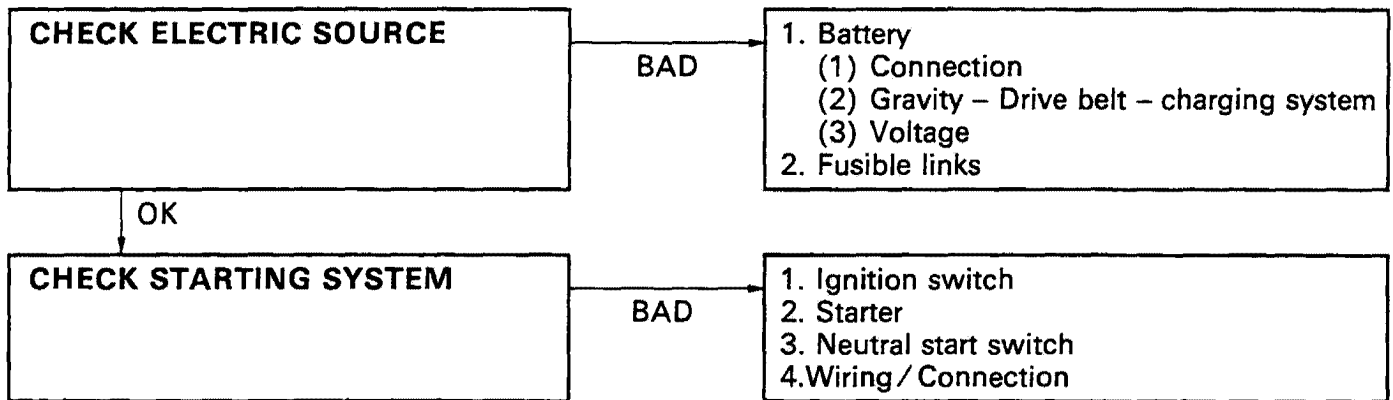 CHECK ELECTRIC SOURCE
BAD
1. Battery
(1) Connection
(2) Gravity – Drive belt – charging system
(3) Voltage
2. Fusible links
OK
CHECK STARTING SYSTEM
BAD
1. Ignition switch
2. Starter
3. Neutral start switch
4.Wiring / Connection